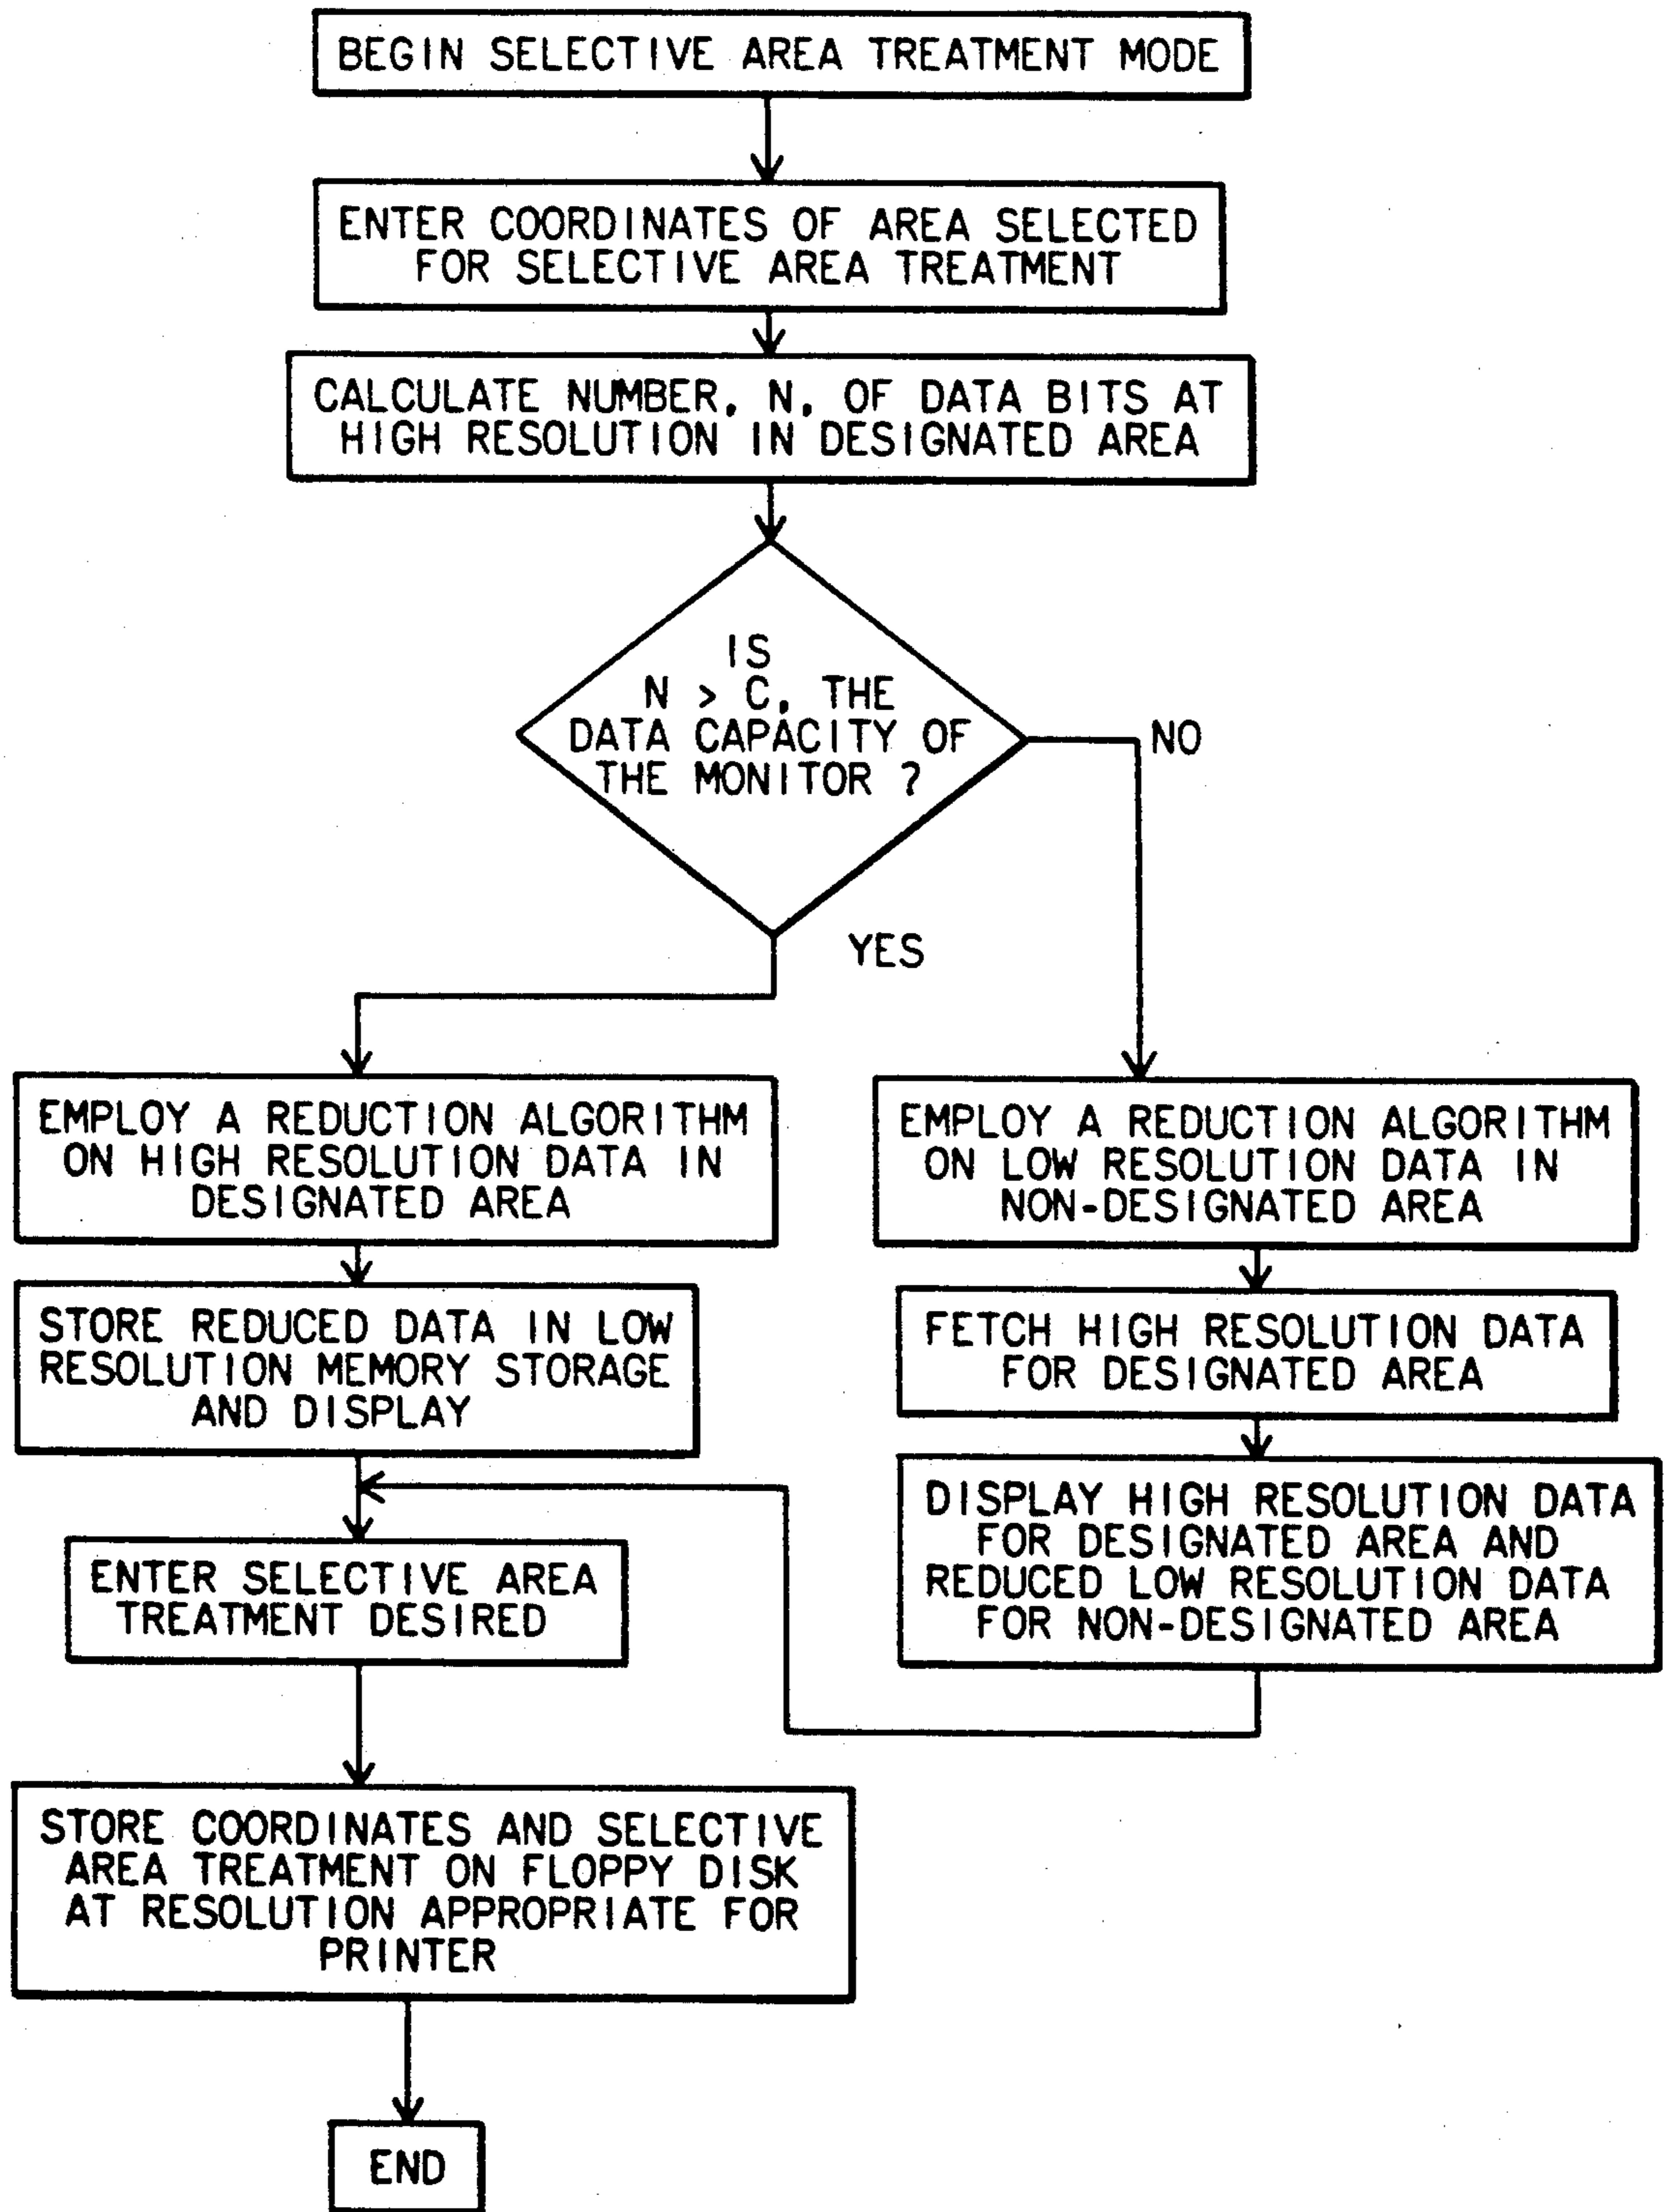 BEGIN SELECTIVE AREA TREATMENT MODE
ENTER COORDINATES OF AREA SELECTED
FOR SELECTIVE AREA TREATMENT
CALCULATE NUMBER, N, OF DATA BITS AT
HIGH RESOLUTION IN DESIGNATED AREA
IS
N > C, THE
DATA CAPACITY OF
THE MONITOR ?
NO
YES
EMPLOY A REDUCTION ALGORITHM
ON HIGH RESOLUTION DATA IN
DESIGNATED AREA
STORE REDUCED DATA IN LOW
RESOLUTION MEMORY STORAGE
AND DISPLAY
EMPLOY A REDUCTION ALGORITHM
ON LOW RESOLUTION DATA IN
NON-DESIGNATED AREA
FETCH HIGH RESOLUTION DATA
FOR DESIGNATED AREA
DISPLAY HIGH RESOLUTION DATA
FOR DESIGNATED AREA AND
REDUCED LOW RESOLUTION DATA
FOR NON-DESIGNATED AREA
ENTER SELECTIVE AREA
TREATMENT DESIRED
STORE COORDINATES AND SELECTIVE
AREA TREATMENT ON FLOPPY DISK
AT RESOLUTION APPROPRIATE FOR
PRINTER
END